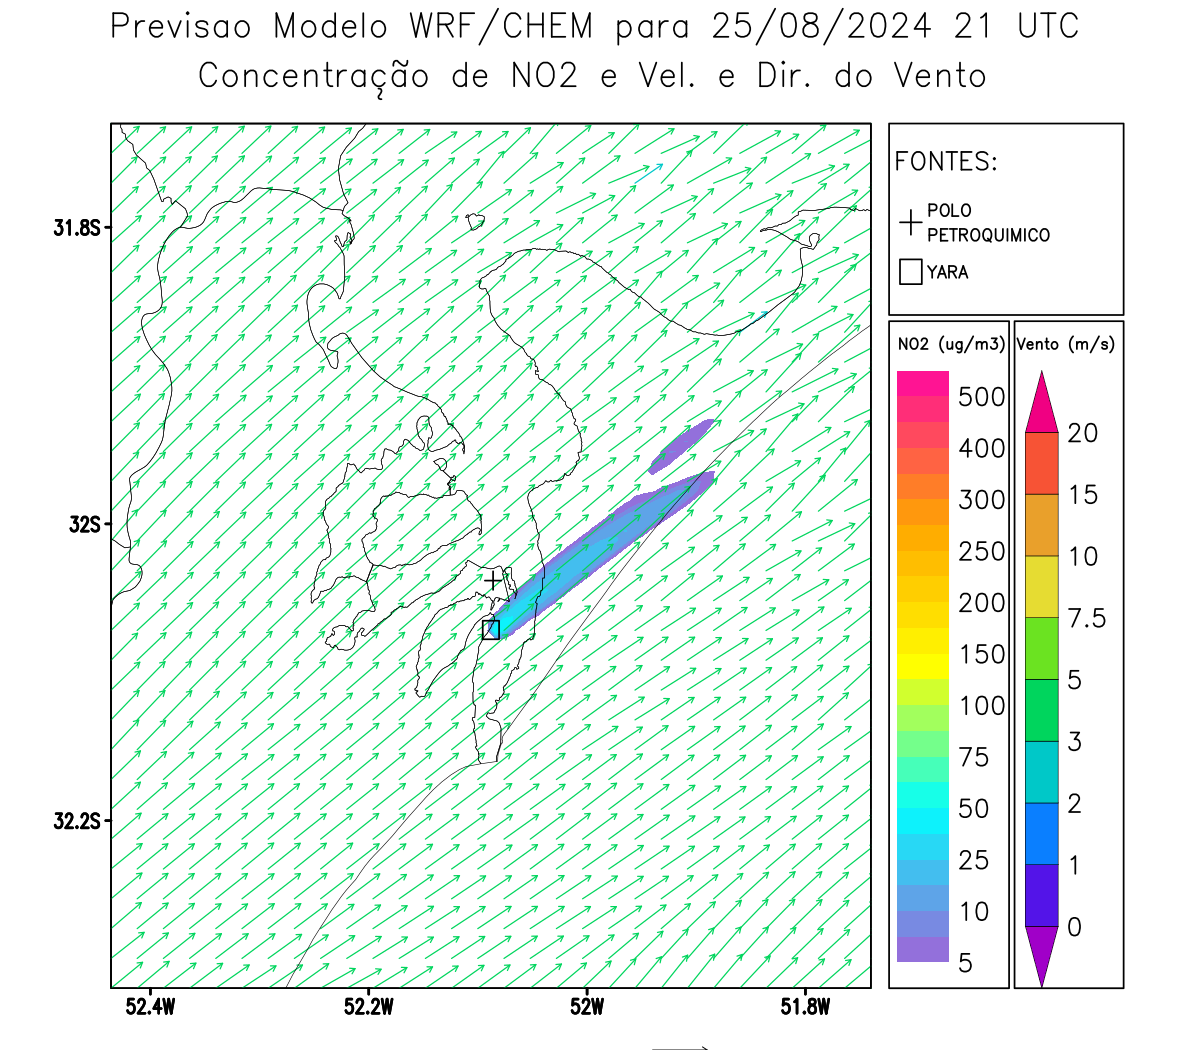 Previsao Modelo WRF/CHEM para 25/08/2024 21 UTC
Concentração de NO2 e Vel. e Dir. do Vento
FONTES:
POLO
PETROQUIMICO
YARA
NO2 (ug/m3)
500
400
300
250
200
150
100
75
50
25
10
5
Vento (m/s)
20
15
10
7.5
5
3
2
1
0
31.8S
32S
32.2S
52.4W
52.2W
52W
51.8W